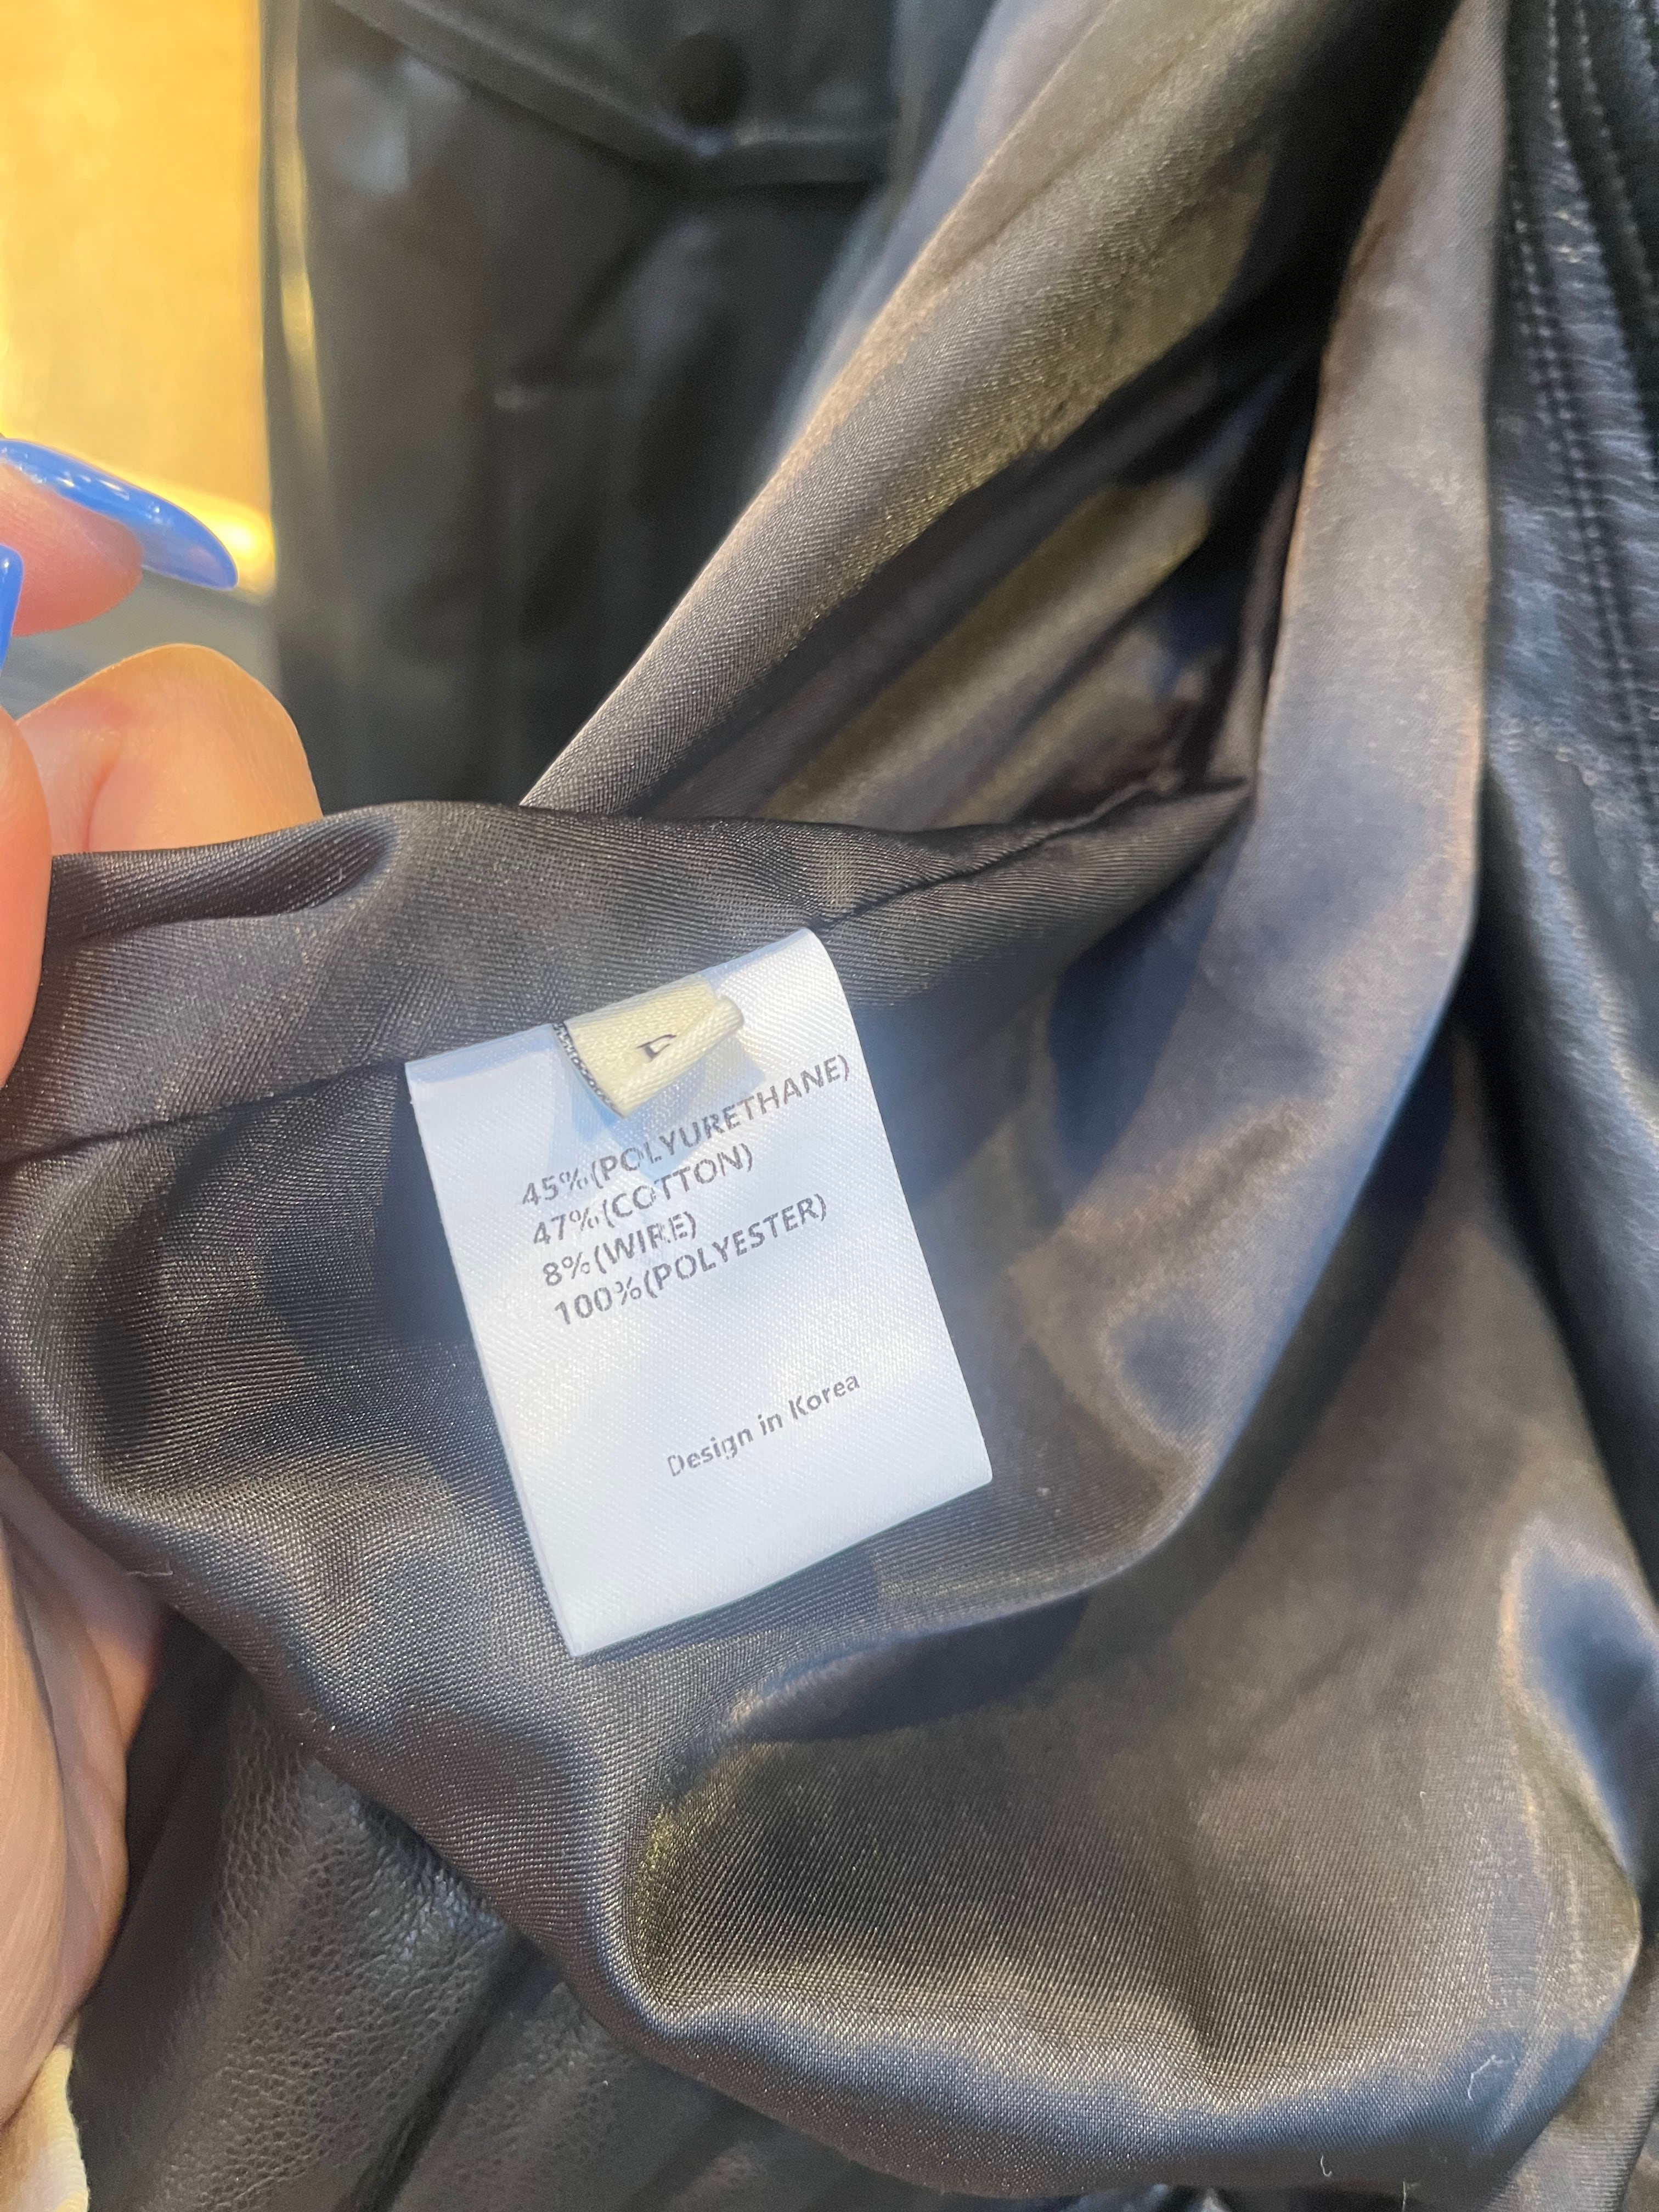 45%(POLYURETHANE)
47%(COTTON)
8%(WIRE)
100%(POLYESTER)
Design in Korea